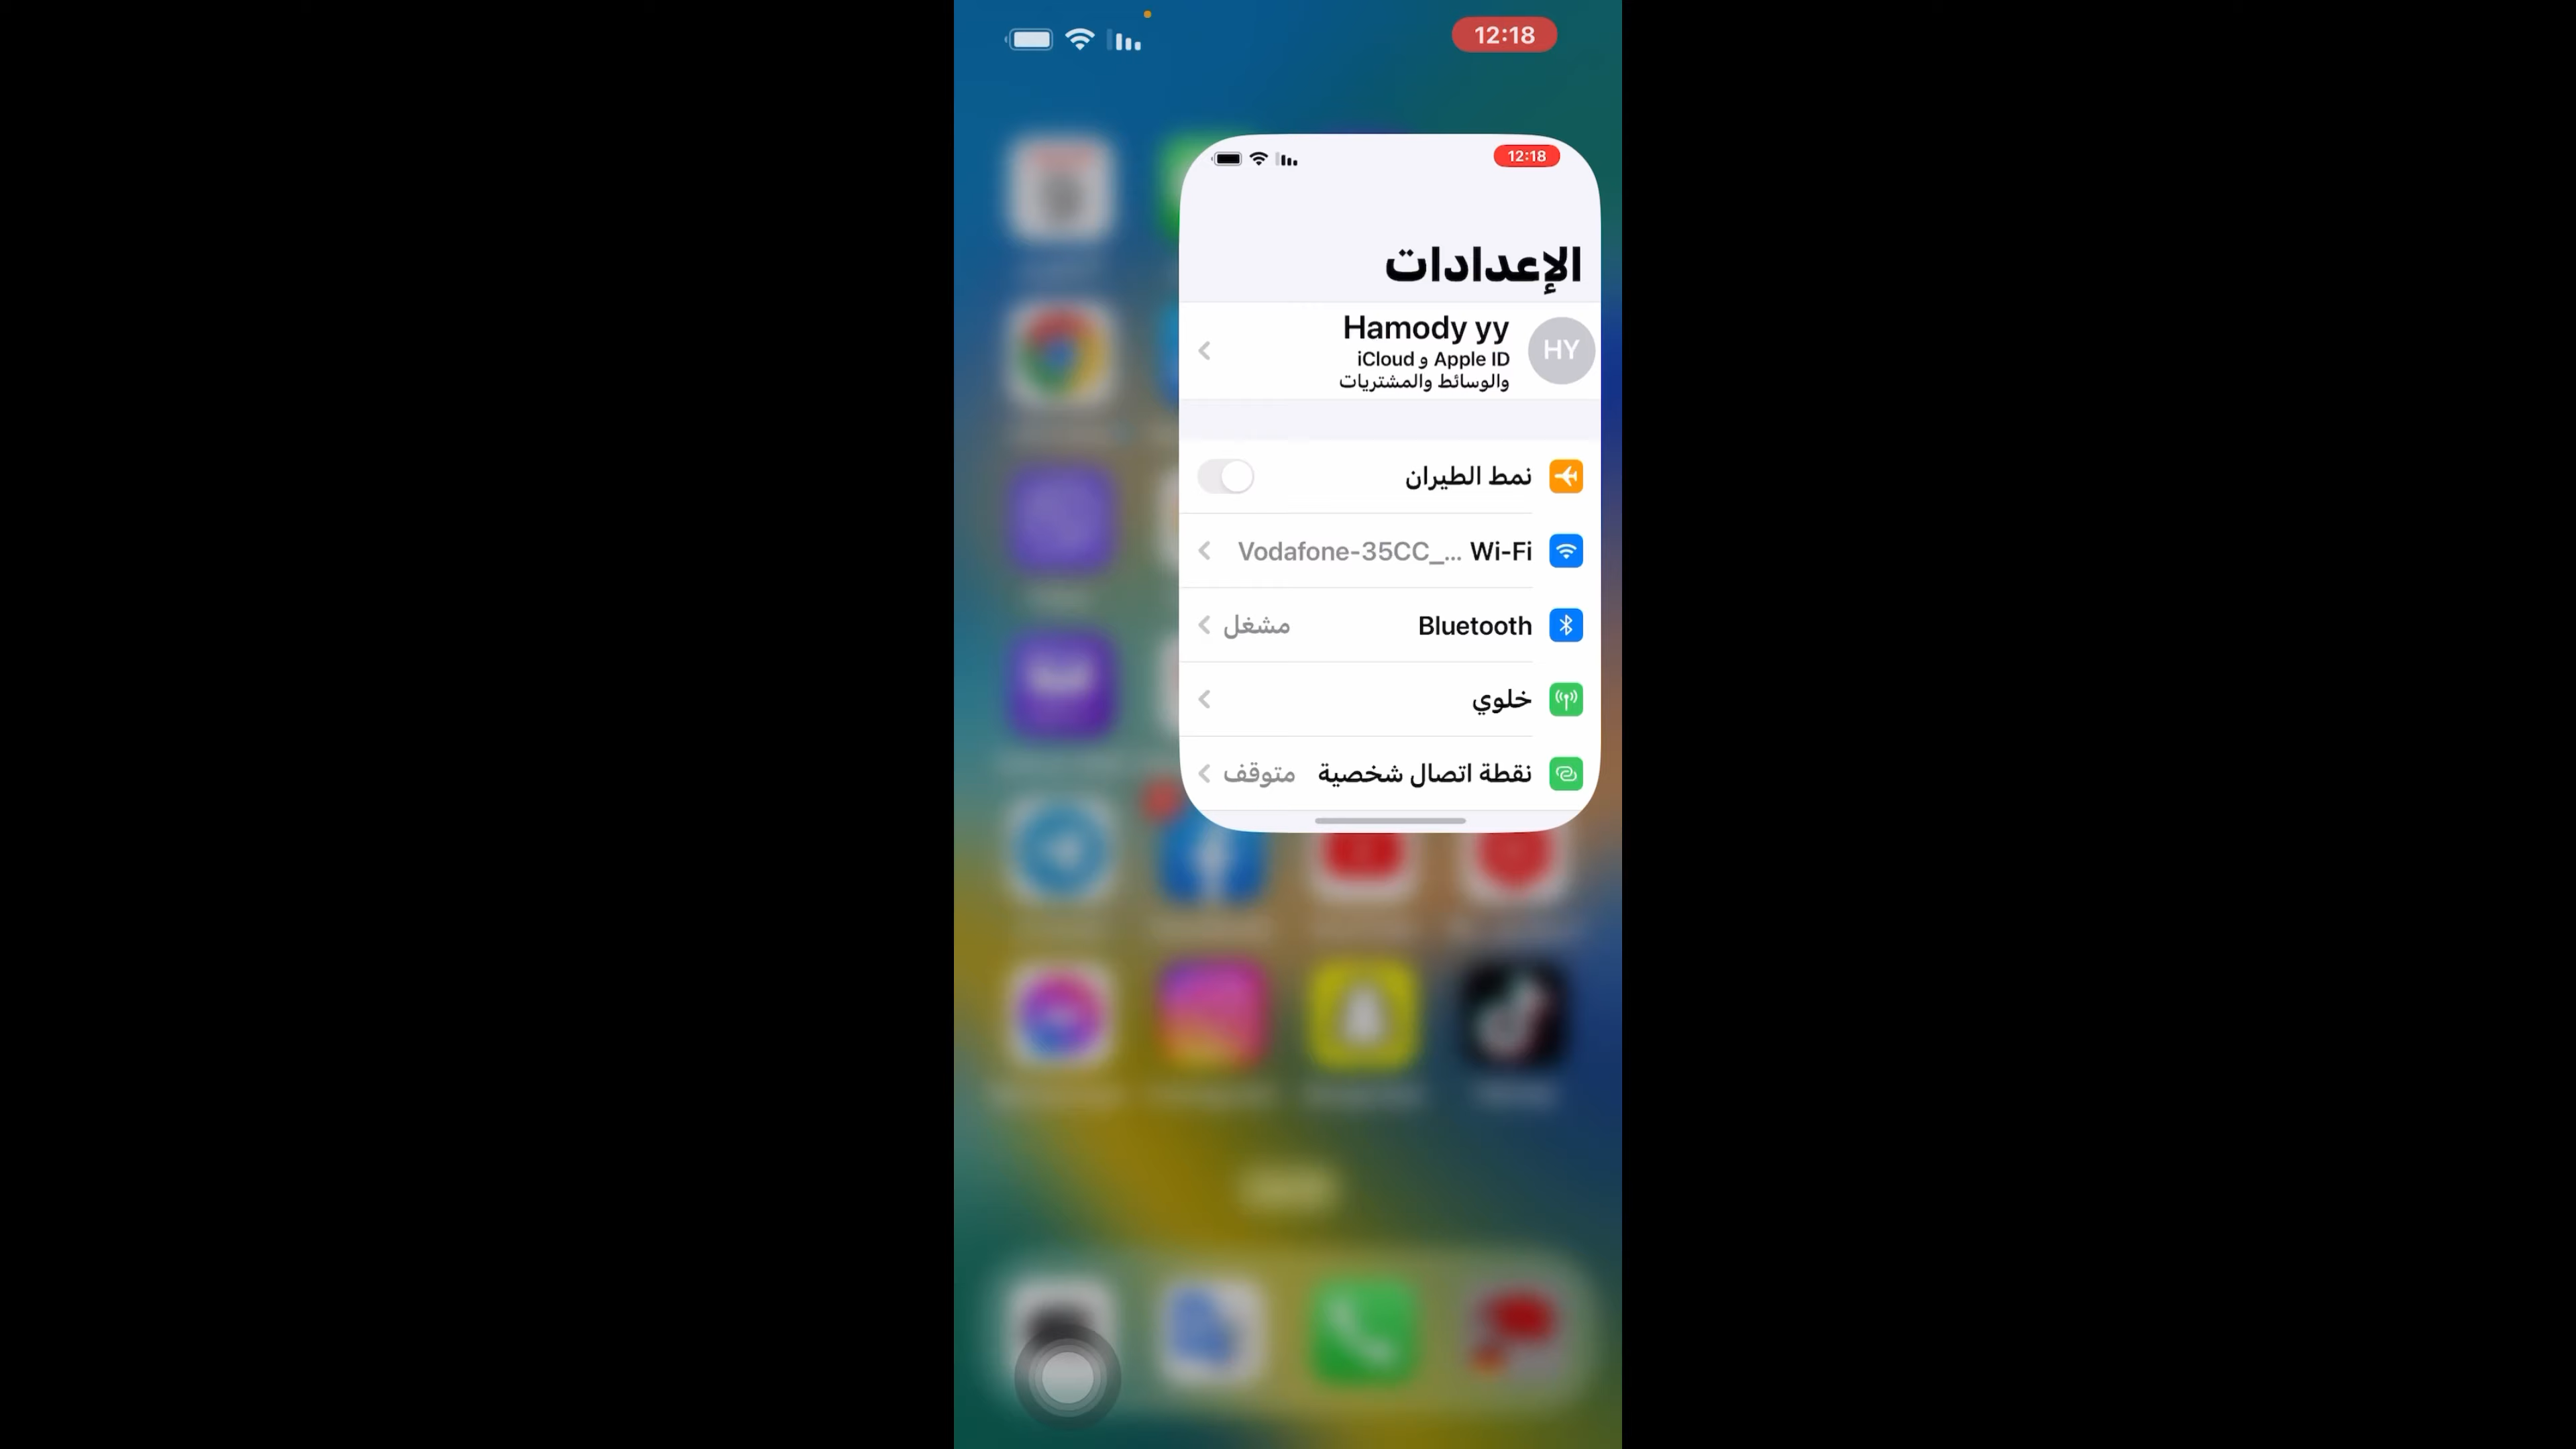 12:18
12:18
الإعدادات
Hamody yy
HY
Apple ID و iCloud
والوسائط والمشتريات
نمط الطيران
Wi-Fi Vodafone-35CC_...
Bluetooth مشغل
خلوي
نقطة اتصال شخصية متوقف